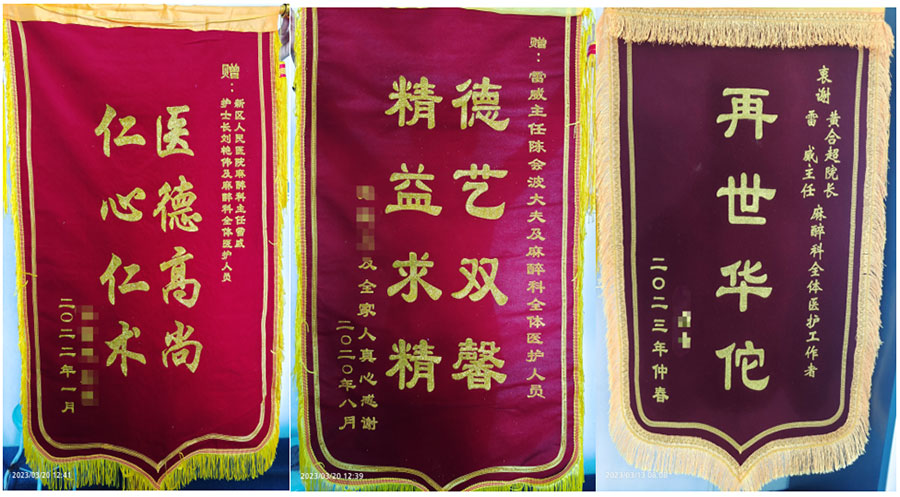 赠：
新区人民医院麻醉科主任雷威
护士长刘艳伟及麻醉科全体医护人员
医德高尚
仁心仁术
二〇二二年一月
2023/03/20 12:41
赠：雷威主任陈会波大夫及麻醉科全体医护人员
德艺双馨
精益求精
及全家人真心感谢
二〇二〇年八月
2023/03/20 12:39
衷谢
黄合超院长
雷威主任
麻醉科全体医护工作者
再世华佗
二〇二三年仲春